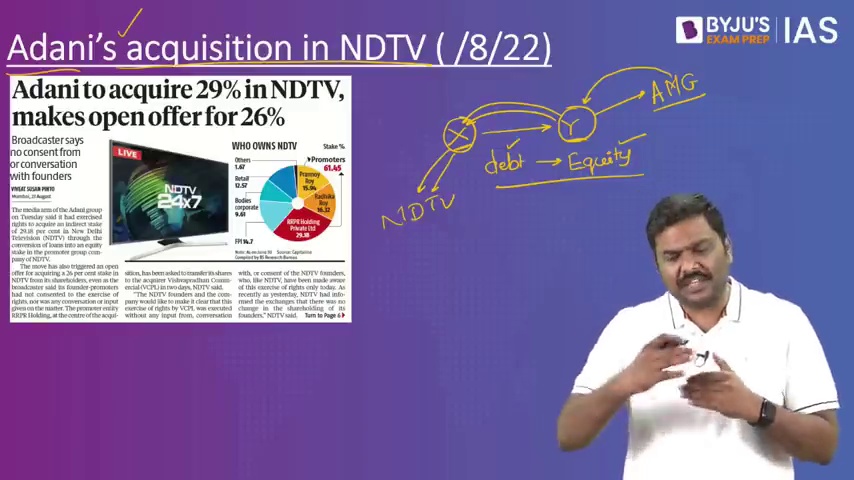 Adani's acquisition in NDTV ( /8/22)
BYJU'S
EXAM PREP
IAS
Adani to acquire 29% in NDTV,
makes open offer for 26%
Broadcaster says
no consent from
or conversation
with founders
VIVEAT SUSAN PINTO
Mumbai, 23 August
The media arm of the Adani group
on Tuesday said it had exercised
rights to acquire an indirect stake
of 29.18 per cent in New Delhi
Television (NDTV) through the
conversion of loans into an equity
stake in the promoter group com-
pany of NDTV.
The move has also triggered an open
offer for acquiring a 26 per cent stake in
NDTV from its shareholders, even as the
broadcaster said its founder-promoters
had not consented to the exercise of
rights, nor was any conversation or input
given on the matter. The promoter entity
RRPR Holding, at the centre of the acqui-
LIVE
NDTV
24x7
sition, has been asked to transfer its shares
to the Adani group's Vishvapradhan Comm-
ercial (VCPL) in two days, NDTV said.
"The NDTV founders and the
company would like to make it clear that this
exercise of rights by VCPL was executed
without any input from, conversation
WHO OWNS NDTV
Stake %
Others
1.67
Retail
12.57
Bodies
corporate
9.61
FPI 14.7
Promoters
61.45
Prannoy
Roy
15.94
Radhika
Roy
16.32
RRPR Holding
Private Ltd
29.18
Note: As on June 30 Source: Capitaline
Compiled by BS Research Bureau
with, or consent of the NDTV founders,
who, like NDTV, have been made aware
of this exercise of rights only today. As
recently as yesterday, NDTV had infor-
med the exchanges that there was no
change in the shareholding of its
founders," NDTV said. Turn to Page 6
X
Y
AMG
debt → Equity
NDTV